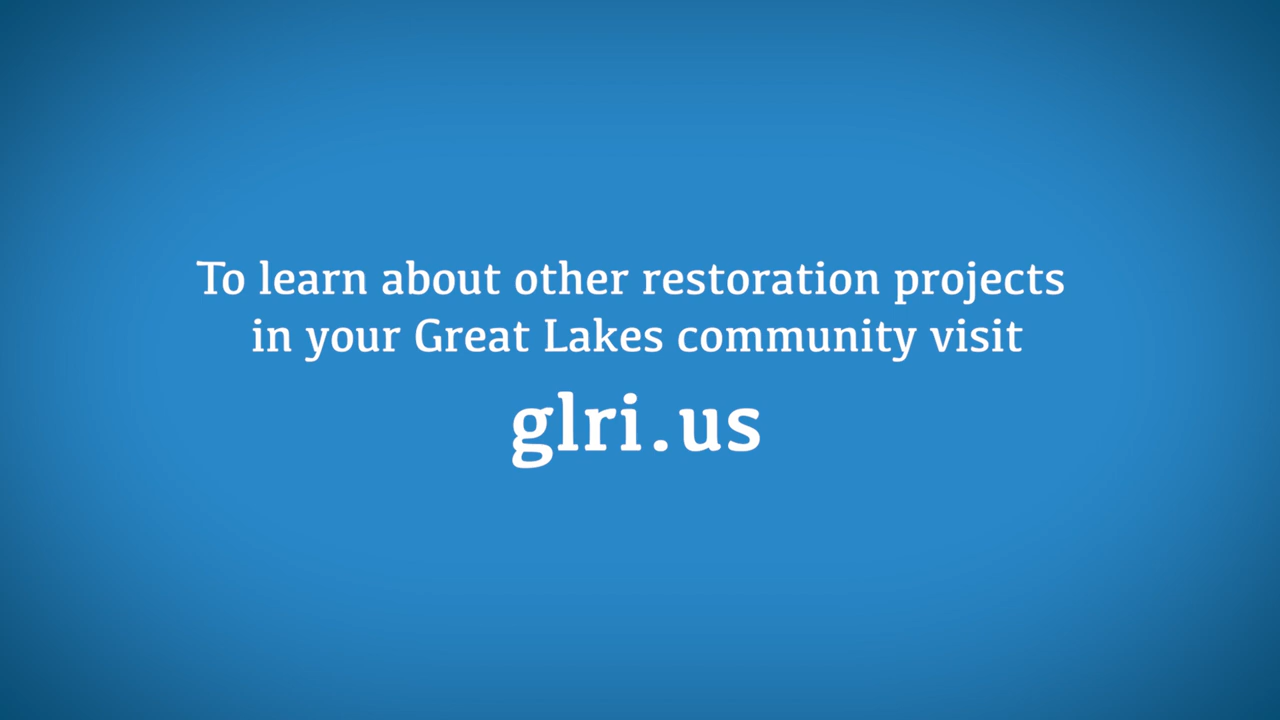 To learn about other restoration projects
in your Great Lakes community visit
glri.us